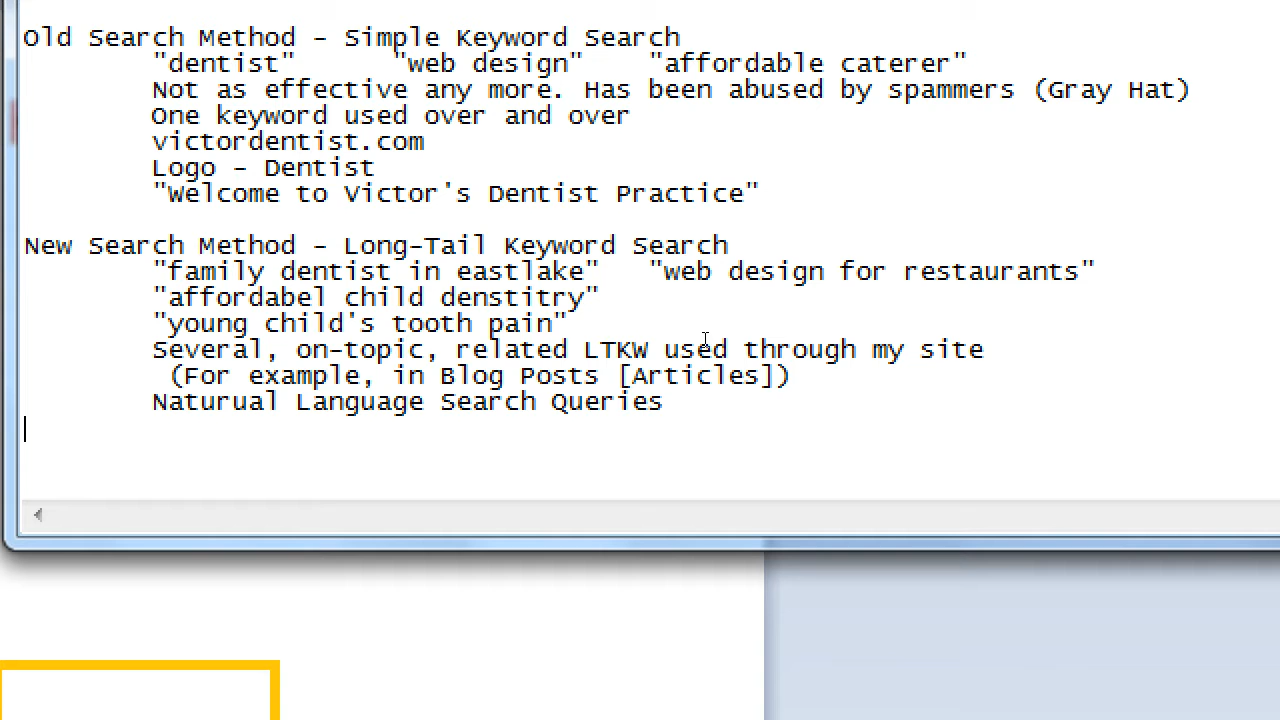 Old Search Method - Simple Keyword Search
"dentist" "web design" "affordable caterer"
Not as effective any more. Has been abused by spammers (Gray Hat)
One keyword used over and over
victordentist.com
Logo - Dentist
"Welcome to Victor's Dentist Practice"
New Search Method - Long-Tail Keyword Search
"family dentist in eastlake" "web design for restaurants"
"affordabel child denstitry"
"young child's tooth pain"
Several, on-topic, related LTKW used through my site
(For example, in Blog Posts [Articles])
Naturual Language Search Queries